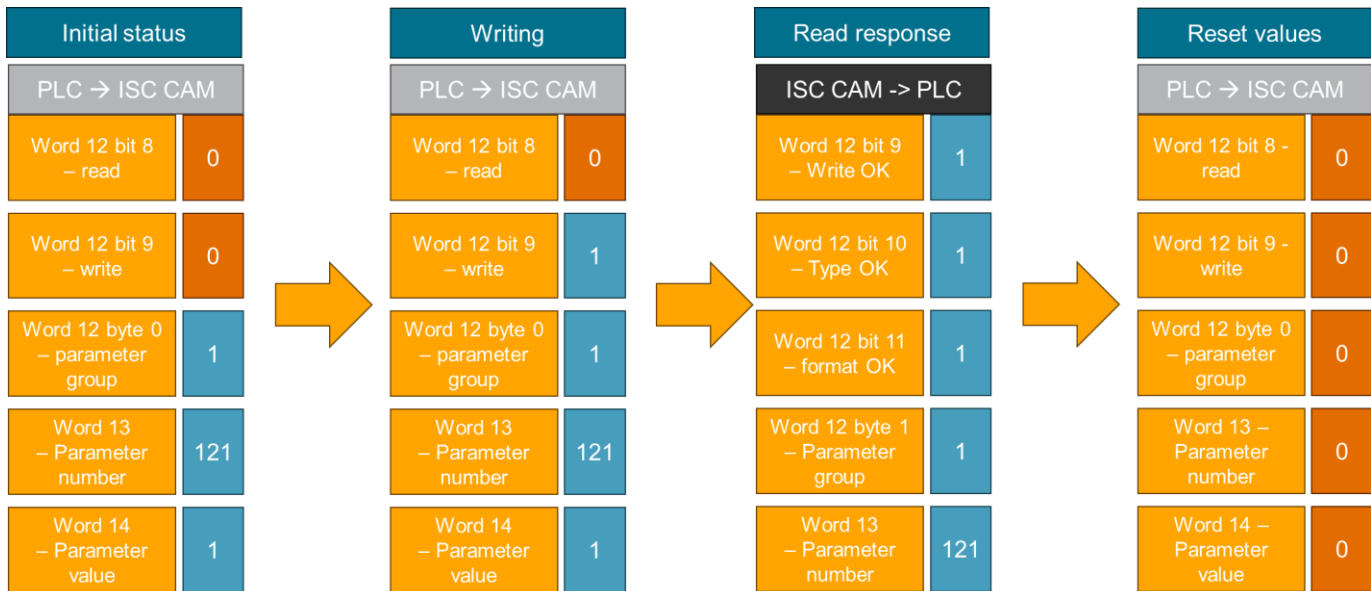 Initial status
PLC → ISC CAM
Word 12 bit 8
– read
0
Word 12 bit 9
– write
0
Word 12 byte 0
– parameter
group
1
Word 13
– Parameter
number
121
Word 14
– Parameter
value
1
Writing
PLC → ISC CAM
Word 12 bit 8
– read
0
Word 12 bit 9
– write
1
Word 12 byte 0
– parameter
group
1
Word 13
– Parameter
number
121
Word 14
– Parameter
value
1
Read response
ISC CAM -> PLC
Word 12 bit 9
– Write OK
1
Word 12 bit 10
– Type OK
1
Word 12 bit 11
– format OK
1
Word 12 byte 1
– Parameter
group
1
Word 13
– Parameter
number
121
Reset values
PLC → ISC CAM
Word 12 bit 8 -
read
0
Word 12 bit 9 -
write
0
Word 12 byte 0
– parameter
group
0
Word 13 –
Parameter
number
0
Word 14 –
Parameter
value
0